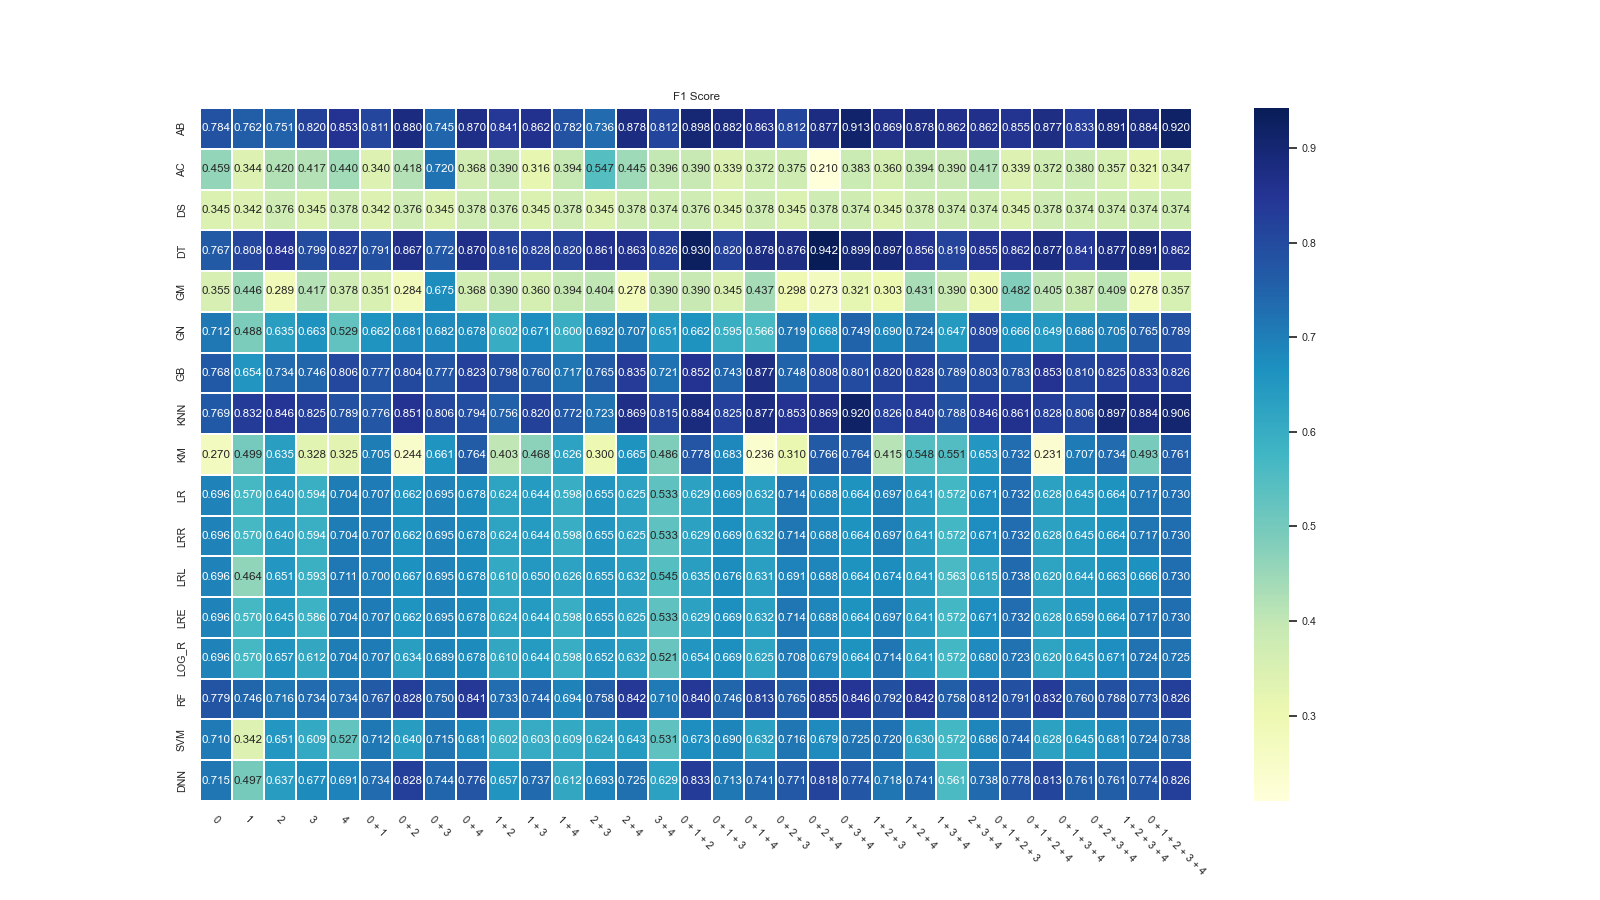 F1 Score
AB 0.784 0.762 0.751 0.820 0.853 0.811 0.880 0.745 0.870 0.841 0.862 0.782 0.736 0.878 0.812 0.898 0.882 0.863 0.812 0.877 0.913 0.869 0.878 0.862 0.862 0.855 0.877 0.833 0.891 0.884 0.920
AC 0.459 0.344 0.420 0.417 0.440 0.340 0.418 0.720 0.368 0.390 0.316 0.394 0.547 0.445 0.396 0.390 0.339 0.372 0.375 0.210 0.383 0.360 0.394 0.390 0.417 0.339 0.372 0.380 0.357 0.321 0.347
DS 0.345 0.342 0.376 0.345 0.378 0.342 0.376 0.345 0.378 0.376 0.345 0.378 0.345 0.378 0.374 0.376 0.345 0.378 0.345 0.378 0.374 0.345 0.378 0.374 0.374 0.345 0.378 0.374 0.374 0.374 0.374
DT 0.767 0.808 0.848 0.799 0.827 0.791 0.867 0.772 0.870 0.816 0.828 0.820 0.861 0.863 0.826 0.930 0.820 0.878 0.876 0.942 0.899 0.897 0.856 0.819 0.855 0.862 0.877 0.841 0.877 0.891 0.862
GM 0.355 0.446 0.289 0.417 0.378 0.351 0.284 0.675 0.368 0.390 0.360 0.394 0.404 0.278 0.390 0.390 0.345 0.437 0.298 0.273 0.321 0.303 0.431 0.390 0.300 0.482 0.405 0.387 0.409 0.278 0.357
GN 0.712 0.488 0.635 0.663 0.529 0.662 0.681 0.682 0.678 0.602 0.671 0.600 0.692 0.707 0.651 0.662 0.595 0.566 0.719 0.668 0.749 0.690 0.724 0.647 0.809 0.666 0.649 0.686 0.705 0.765 0.789
GB 0.768 0.654 0.734 0.746 0.806 0.777 0.804 0.777 0.823 0.798 0.760 0.717 0.765 0.835 0.721 0.852 0.743 0.877 0.748 0.808 0.801 0.820 0.828 0.789 0.803 0.783 0.853 0.810 0.825 0.833 0.826
KNN 0.769 0.832 0.846 0.825 0.789 0.776 0.851 0.806 0.794 0.756 0.820 0.772 0.723 0.869 0.815 0.884 0.825 0.877 0.853 0.869 0.920 0.826 0.840 0.788 0.846 0.861 0.828 0.806 0.897 0.884 0.906
KM 0.270 0.499 0.635 0.328 0.325 0.705 0.244 0.661 0.764 0.403 0.468 0.626 0.300 0.665 0.486 0.778 0.683 0.236 0.310 0.766 0.764 0.415 0.548 0.551 0.653 0.732 0.231 0.707 0.734 0.493 0.761
LR 0.696 0.570 0.640 0.594 0.704 0.707 0.662 0.695 0.678 0.624 0.644 0.598 0.655 0.625 0.533 0.629 0.669 0.632 0.714 0.688 0.664 0.697 0.641 0.572 0.671 0.732 0.628 0.645 0.664 0.717 0.730
LRR 0.696 0.570 0.640 0.594 0.704 0.707 0.662 0.695 0.678 0.624 0.644 0.598 0.655 0.625 0.533 0.629 0.669 0.632 0.714 0.688 0.664 0.697 0.641 0.572 0.671 0.732 0.628 0.645 0.664 0.717 0.730
LRL 0.696 0.464 0.651 0.593 0.711 0.700 0.667 0.695 0.678 0.610 0.650 0.626 0.655 0.632 0.545 0.635 0.676 0.631 0.691 0.688 0.664 0.674 0.641 0.563 0.615 0.738 0.620 0.644 0.663 0.666 0.730
LRE 0.696 0.570 0.645 0.586 0.704 0.707 0.662 0.695 0.678 0.624 0.644 0.598 0.655 0.625 0.533 0.629 0.669 0.632 0.714 0.688 0.664 0.697 0.641 0.572 0.671 0.732 0.628 0.659 0.664 0.717 0.730
LOG_R 0.696 0.570 0.657 0.612 0.704 0.707 0.634 0.689 0.678 0.610 0.644 0.598 0.652 0.632 0.521 0.654 0.669 0.625 0.708 0.679 0.664 0.714 0.641 0.572 0.680 0.723 0.620 0.645 0.671 0.724 0.725
RF 0.779 0.746 0.716 0.734 0.734 0.767 0.828 0.750 0.841 0.733 0.744 0.694 0.758 0.842 0.710 0.840 0.746 0.813 0.765 0.855 0.846 0.792 0.842 0.758 0.812 0.791 0.832 0.760 0.788 0.773 0.826
SVM 0.710 0.342 0.651 0.609 0.527 0.712 0.640 0.715 0.681 0.602 0.603 0.609 0.624 0.643 0.531 0.673 0.690 0.632 0.716 0.679 0.725 0.720 0.630 0.572 0.686 0.744 0.628 0.645 0.681 0.724 0.738
DNN 0.715 0.497 0.637 0.677 0.691 0.734 0.828 0.744 0.776 0.657 0.737 0.612 0.693 0.725 0.629 0.833 0.713 0.741 0.771 0.818 0.774 0.718 0.741 0.561 0.738 0.778 0.813 0.761 0.761 0.774 0.826
0
1
2
3
4
0 + 1
0 + 2
0 + 3
0 + 4
1 + 2
1 + 3
1 + 4
2 + 3
2 + 4
3 + 4
0 + 1 + 2
0 + 1 + 3
0 + 1 + 4
0 + 2 + 3
0 + 2 + 4
0 + 3 + 4
1 + 2 + 3
1 + 2 + 4
1 + 3 + 4
2 + 3 + 4
0 + 1 + 2 + 3
0 + 1 + 2 + 4
0 + 1 + 3 + 4
0 + 2 + 3 + 4
1 + 2 + 3 + 4
0 + 1 + 2 + 3 + 4
0.9
0.8
0.7
0.6
0.5
0.4
0.3